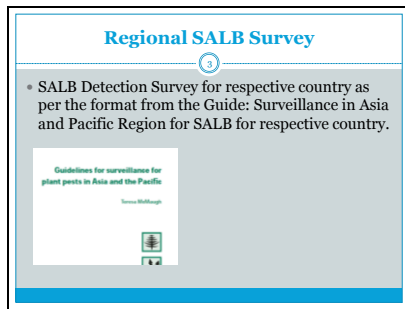 Regional SALB Survey
3
• SALB Detection Survey for respective country as
per the format from the Guide: Surveillance in Asia
and Pacific Region for SALB for respective country.
Guidelines for surveillance for
plant pests in Asia and the Pacific
Teresa McMaugh